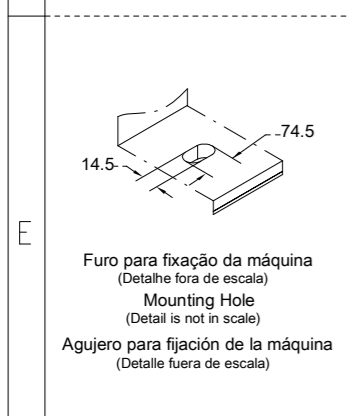 74.5
14.5
E
Furo para fixação da máquina
(Detalhe fora de escala)
Mounting Hole
(Detail is not in scale)
Agujero para fijación de la máquina
(Detalle fuera de escala)